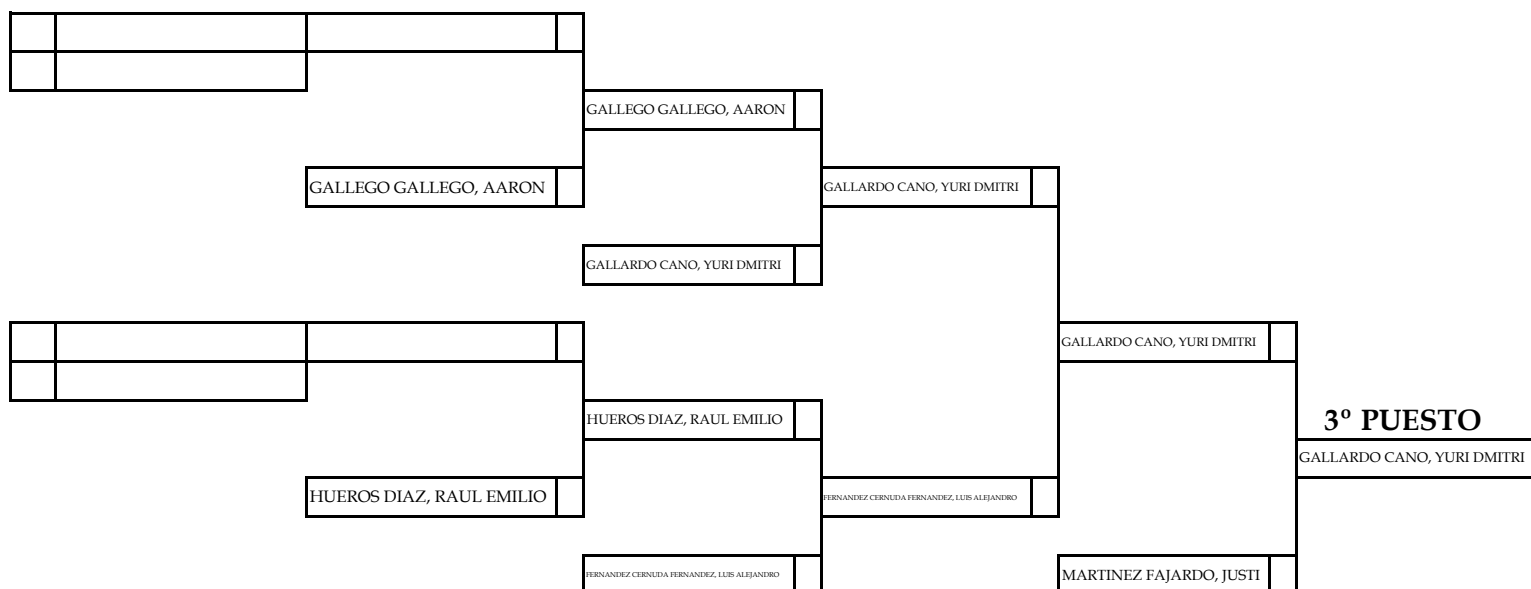 GALLEGO GALLEGO, AARON
GALLEGO GALLEGO, AARON
GALLARDO CANO, YURI DMITRI
GALLARDO CANO, YURI DMITRI
GALLARDO CANO, YURI DMITRI
HUEROS DIAZ, RAUL EMILIO
3º PUESTO
GALLARDO CANO, YURI DMITRI
HUEROS DIAZ, RAUL EMILIO
FERNANDEZ CERNUDA FERNANDEZ, LUIS ALEJANDRO
FERNANDEZ CERNUDA FERNANDEZ, LUIS ALEJANDRO
MARTINEZ FAJARDO, JUSTI